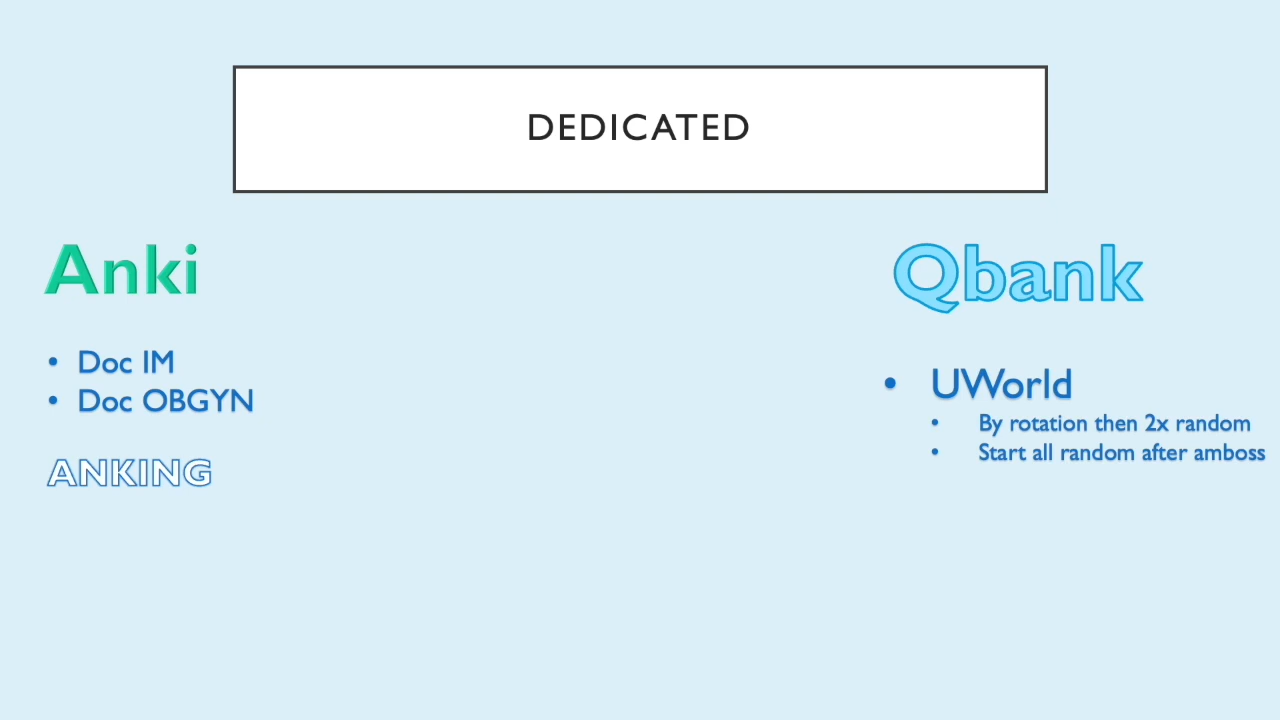 DEDICATED
Anki
• Doc IM
• Doc OBGYN
ANKING
Qbank
• UWorld
• By rotation then 2x random
• Start all random after amboss